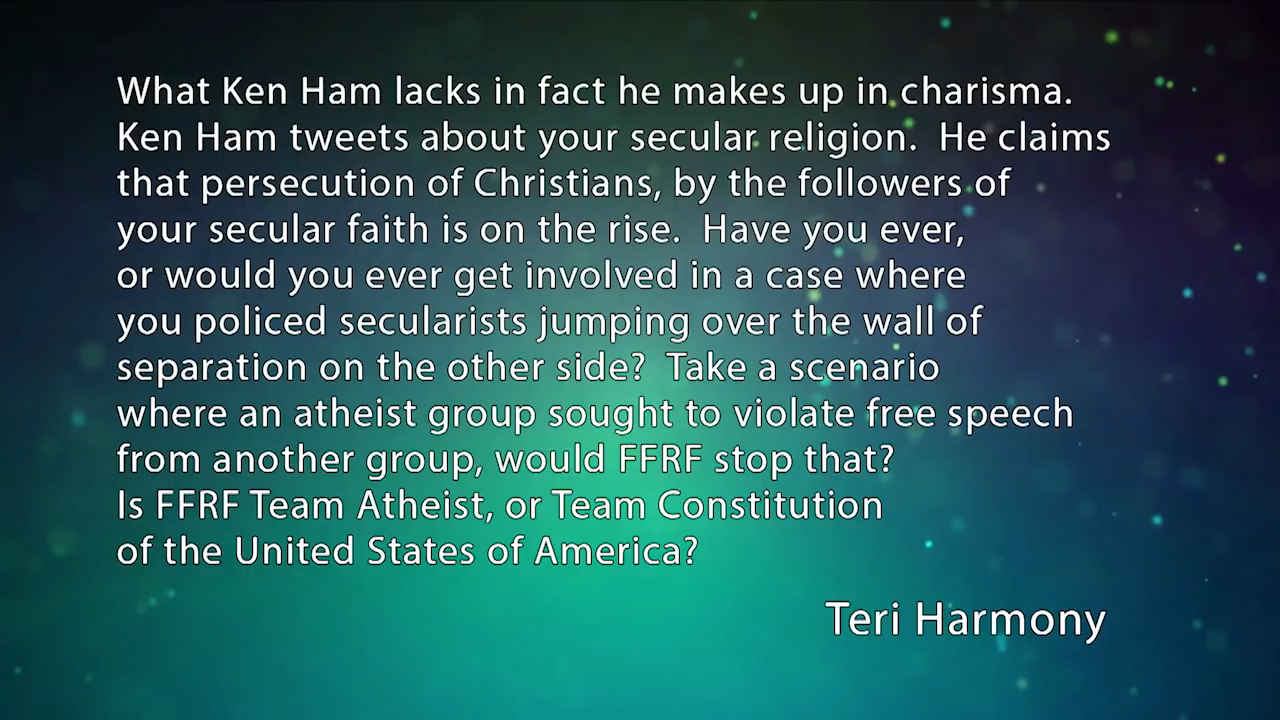 What Ken Ham lacks in fact he makes up in charisma.
Ken Ham tweets about your secular religion.  He claims
that persecution of Christians, by the followers of
your secular faith is on the rise.  Have you ever,
or would you ever get involved in a case where
you policed secularists jumping over the wall of
separation on the other side?  Take a scenario
where an atheist group sought to violate free speech
from another group, would FFRF stop that?
Is FFRF Team Atheist, or Team Constitution
of the United States of America?
Teri Harmony